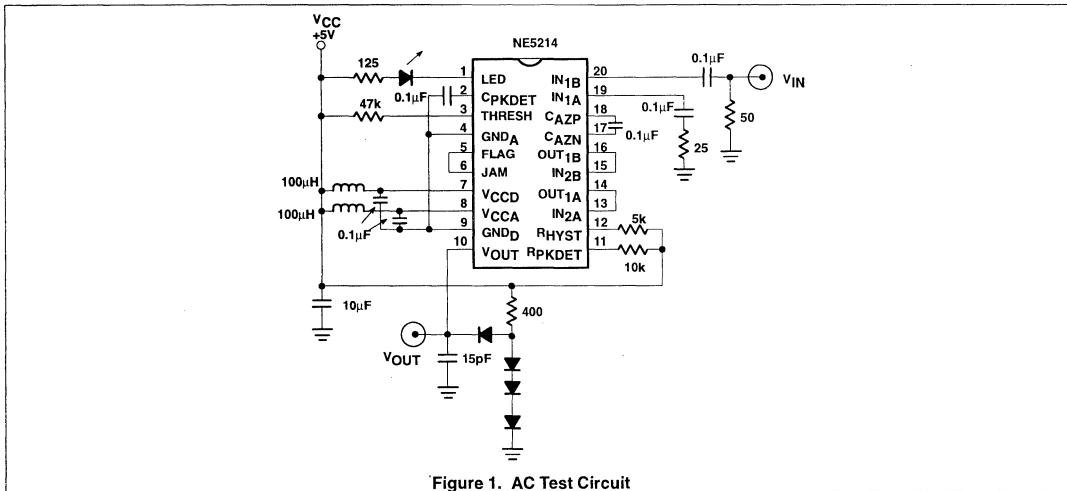 VCC
+5V
NE5214
125
1
LED
0.1µF
2
CPKDET
47k
3
THRESH
4
GNDA
5
FLAG
6
JAM
100µH
7
VCCD
100µH
8
VCCA
0.1µF
9
GNDD
10
VOUT
20
IN1B
0.1µF
VIN
19
IN1A
0.1µF
18
CAZP
50
17
CAZN
0.1µF
25
16
OUT1B
15
IN2B
14
OUT1A
13
IN2A
12
RHYST
5k
11
RPKDET
10k
10µF
400
VOUT
15pF
Figure 1. AC Test Circuit